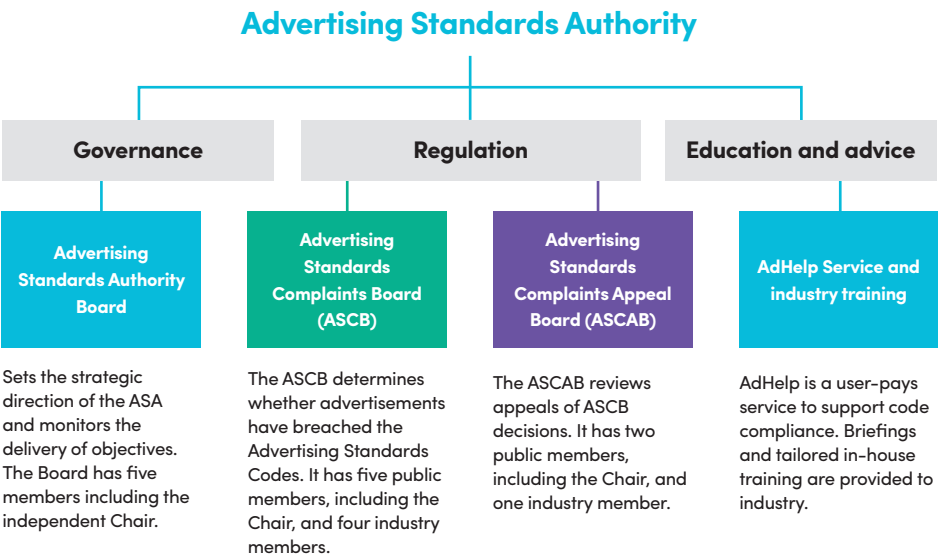 Advertising Standards Authority
Governance
Regulation
Education and advice
Advertising
Standards Authority
Board
Advertising
Standards
Complaints Board
(ASCB)
Advertising
Standards
Complaints Appeal
Board (ASCAB)
AdHelp Service and
industry training
Sets the strategic
direction of the ASA
and monitors the
delivery of objectives.
The Board has five
members including the
independent Chair.
The ASCB determines
whether advertisements
have breached the
Advertising Standards
Codes. It has five public
members, including the
Chair, and four industry
members.
The ASCAB reviews
appeals of ASCB
decisions. It has two
public members,
including the Chair, and
one industry member.
AdHelp is a user-pays
service to support code
compliance. Briefings
and tailored in-house
training are provided to
industry.